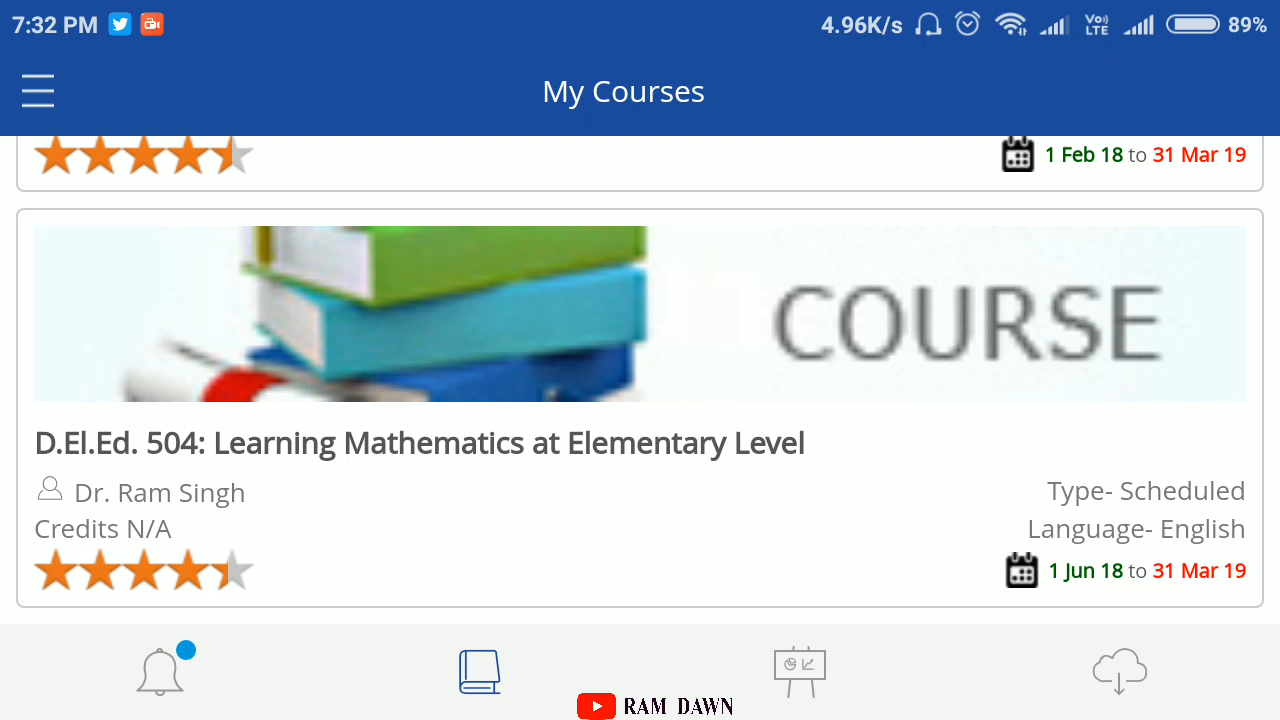 7:32 PM 4.96K/s Vo) LTE 89%
My Courses
1 Feb 18 to 31 Mar 19
COURSE
D.El.Ed. 504: Learning Mathematics at Elementary Level
Dr. Ram Singh Type- Scheduled
Credits N/A Language- English
1 Jun 18 to 31 Mar 19
RAM DAWN